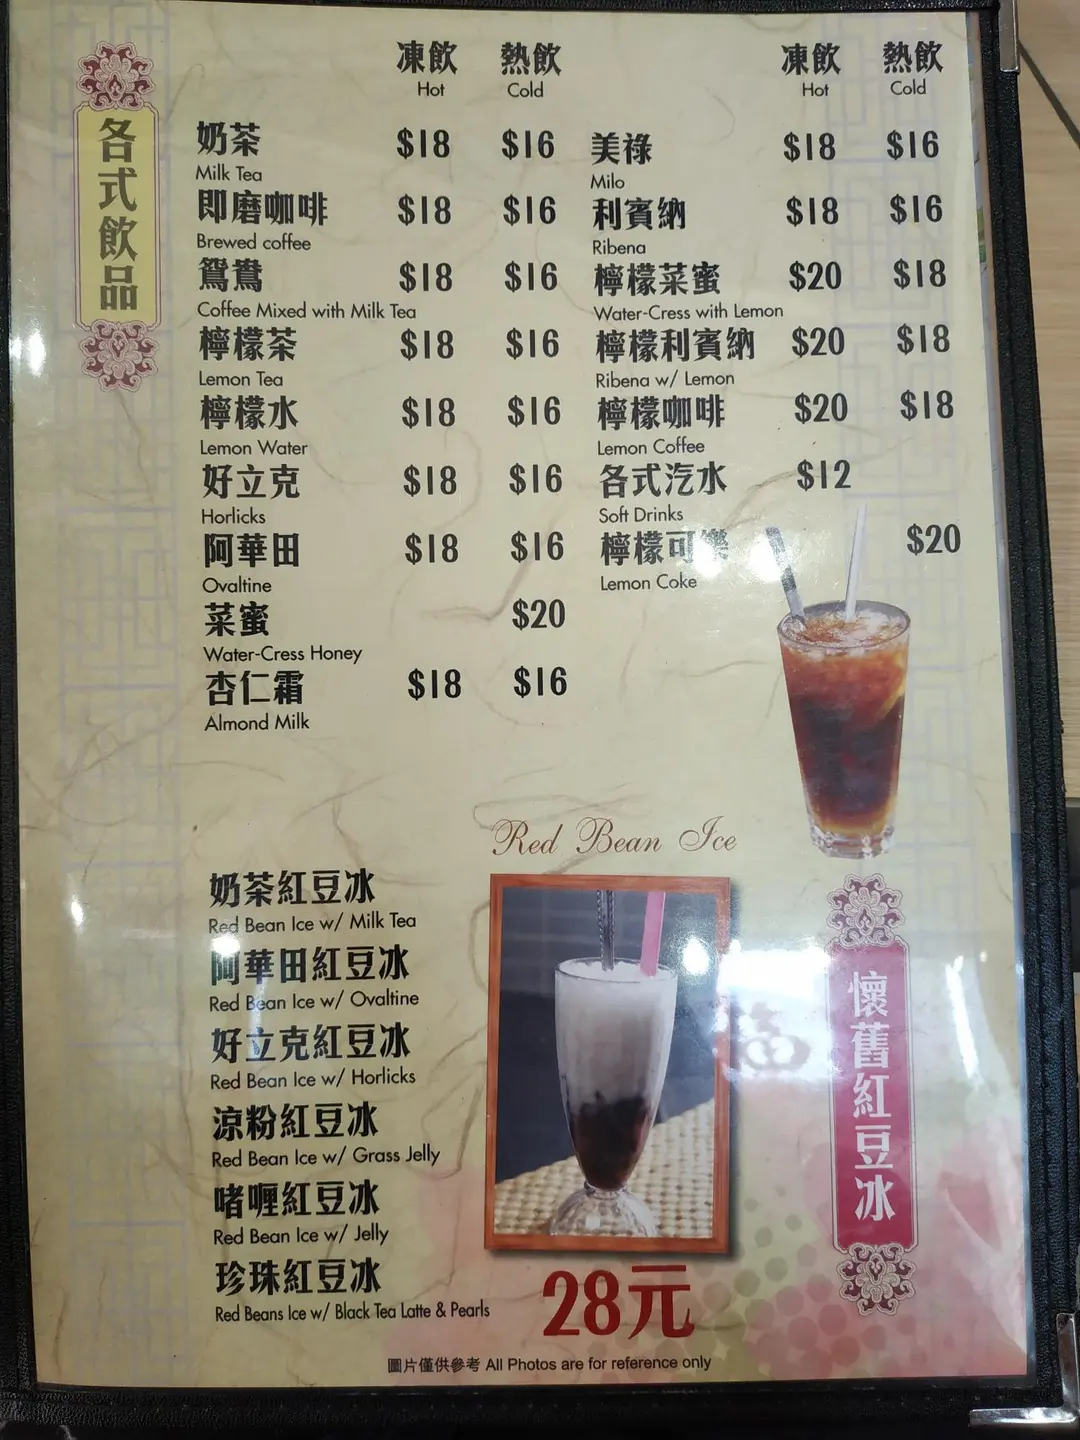 各式飲品
凍飲 熱飲 凍飲 熱飲
Hot Cold Hot Cold
奶茶 $18 $16
Milk Tea
即磨咖啡 $18 $16
Brewed coffee
鴛鴦 $18 $16
Coffee Mixed with Milk Tea
檸檬茶 $18 $16
Lemon Tea
檸檬水 $18 $16
Lemon Water
好立克 $18 $16
Horlicks
阿華田 $18 $16
Ovaltine
菜蜜 $20
Water-Cress Honey
杏仁霜 $18 $16
Almond Milk
美祿 $18 $16
Milo
利賓納 $18 $16
Ribena
檸檬菜蜜 $20 $18
Water-Cress with Lemon
檸檬利賓納 $20 $18
Ribena w/ Lemon
檸檬咖啡 $20 $18
Lemon Coffee
各式汽水 $12
Soft Drinks
檸檬可樂 $20
Lemon Coke
Red Bean Ice
奶茶紅豆冰
Red Bean Ice w/ Milk Tea
阿華田紅豆冰
Red Bean Ice w/ Ovaltine
好立克紅豆冰
Red Bean Ice w/ Horlicks
涼粉紅豆冰
Red Bean Ice w/ Grass Jelly
啫喱紅豆冰
Red Bean Ice w/ Jelly
珍珠紅豆冰
Red Beans Ice w/ Black Tea Latte & Pearls
懷舊紅豆冰
28元
圖片僅供參考 All Photos are for reference only